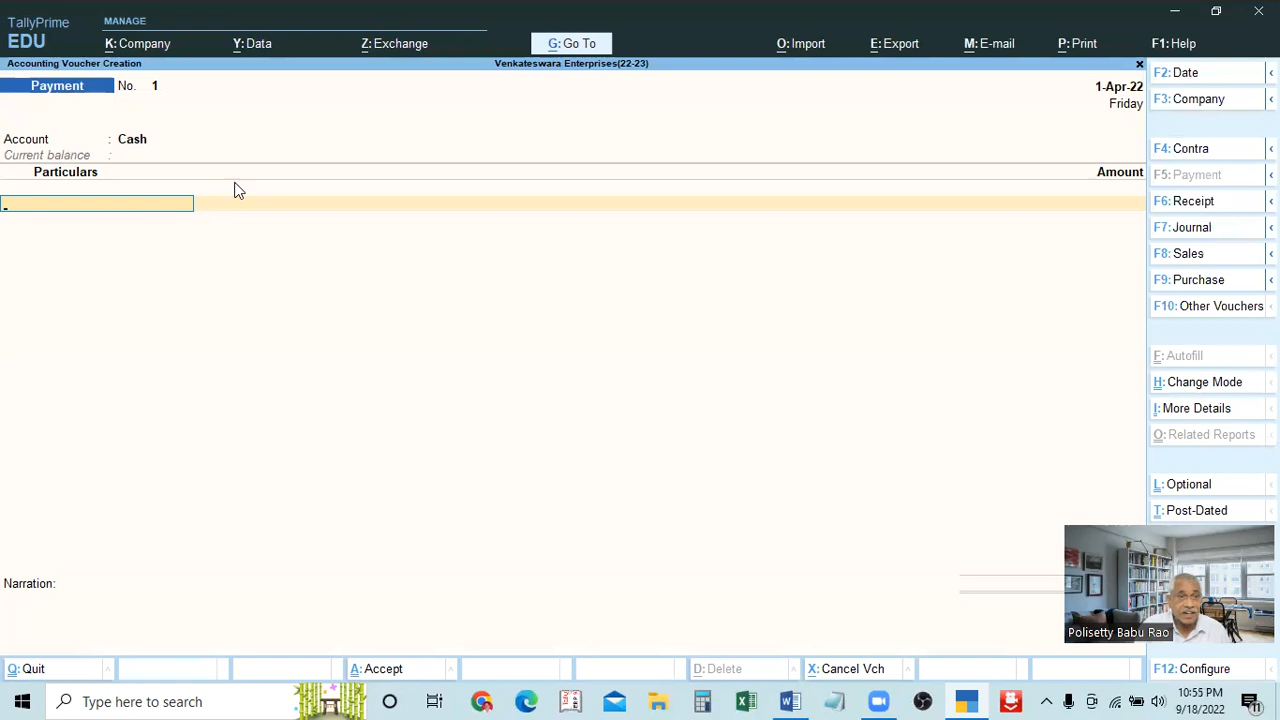 TallyPrime
EDU
MANAGE
K: Company
Y: Data
Z: Exchange
G: Go To
O: Import
E: Export
M: E-mail
P: Print
F1: Help
Accounting Voucher Creation
Venkateswara Enterprises(22-23)
Payment No. 1
1-Apr-22
Friday
Account : Cash
Current balance :
Particulars
Amount
F2: Date
F3: Company
F4: Contra
F5: Payment
F6: Receipt
F7: Journal
F8: Sales
F9: Purchase
F10: Other Vouchers
F: Autofill
H: Change Mode
I: More Details
O: Related Reports
L: Optional
T: Post-Dated
Narration:
Polisetty Babu Rao
Q: Quit
A: Accept
D: Delete
X: Cancel Vch
F12: Configure
Type here to search
10:55 PM
9/18/2022